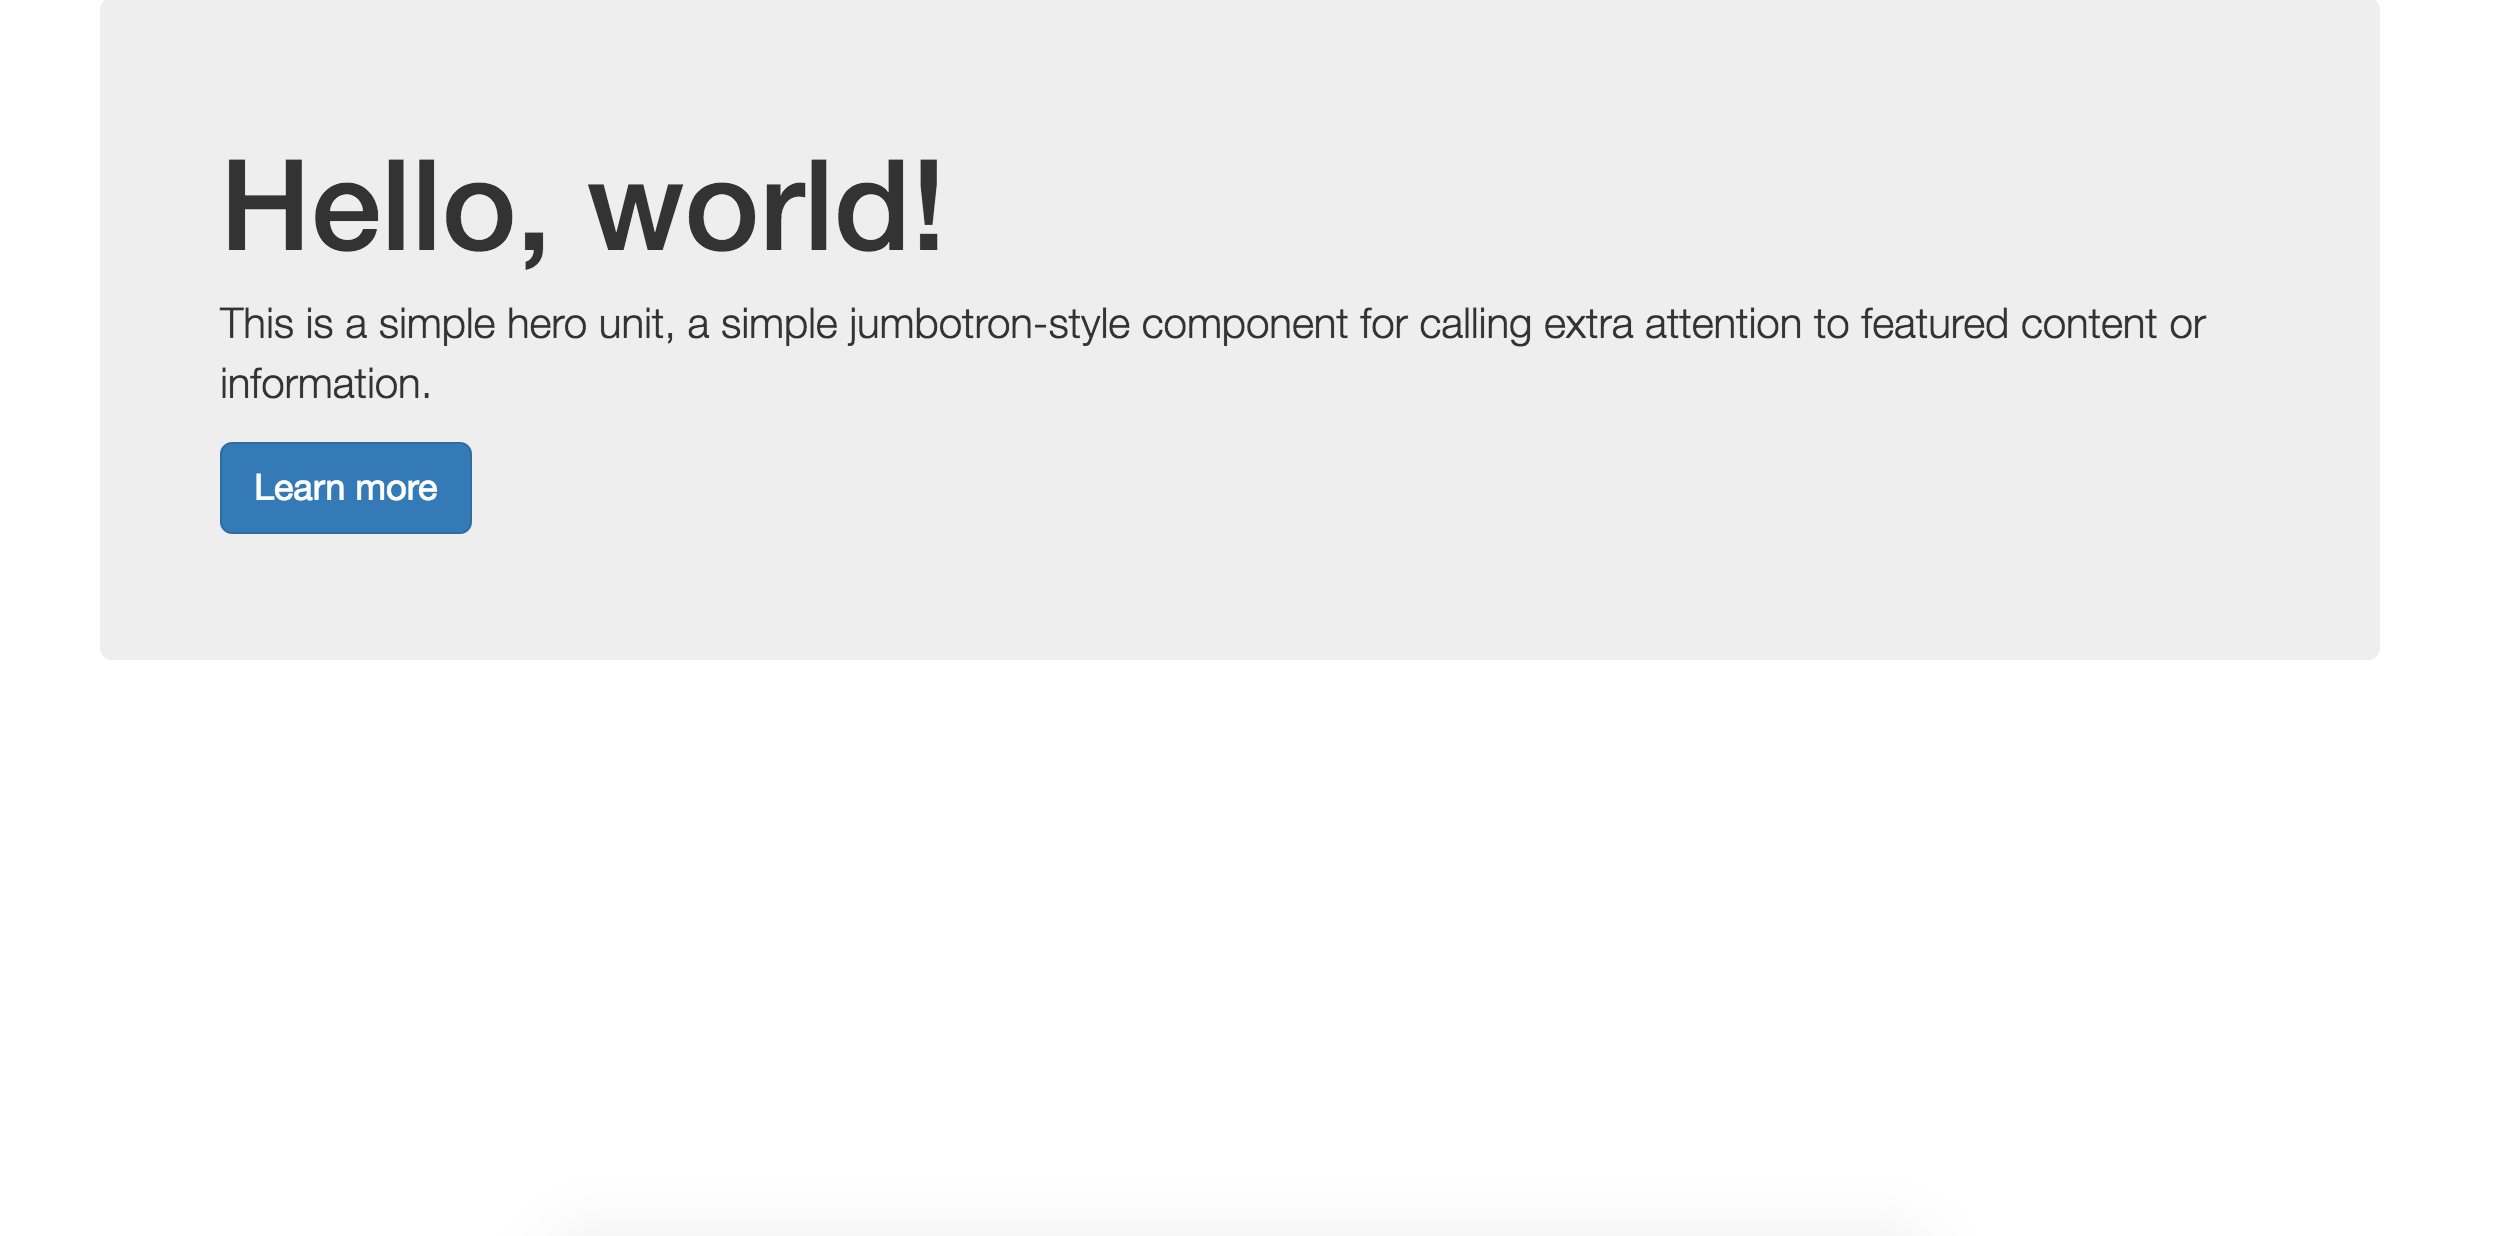 Hello, world!
This is a simple hero unit, a simple jumbotron-style component for calling extra attention to featured content or
information.
Learn more